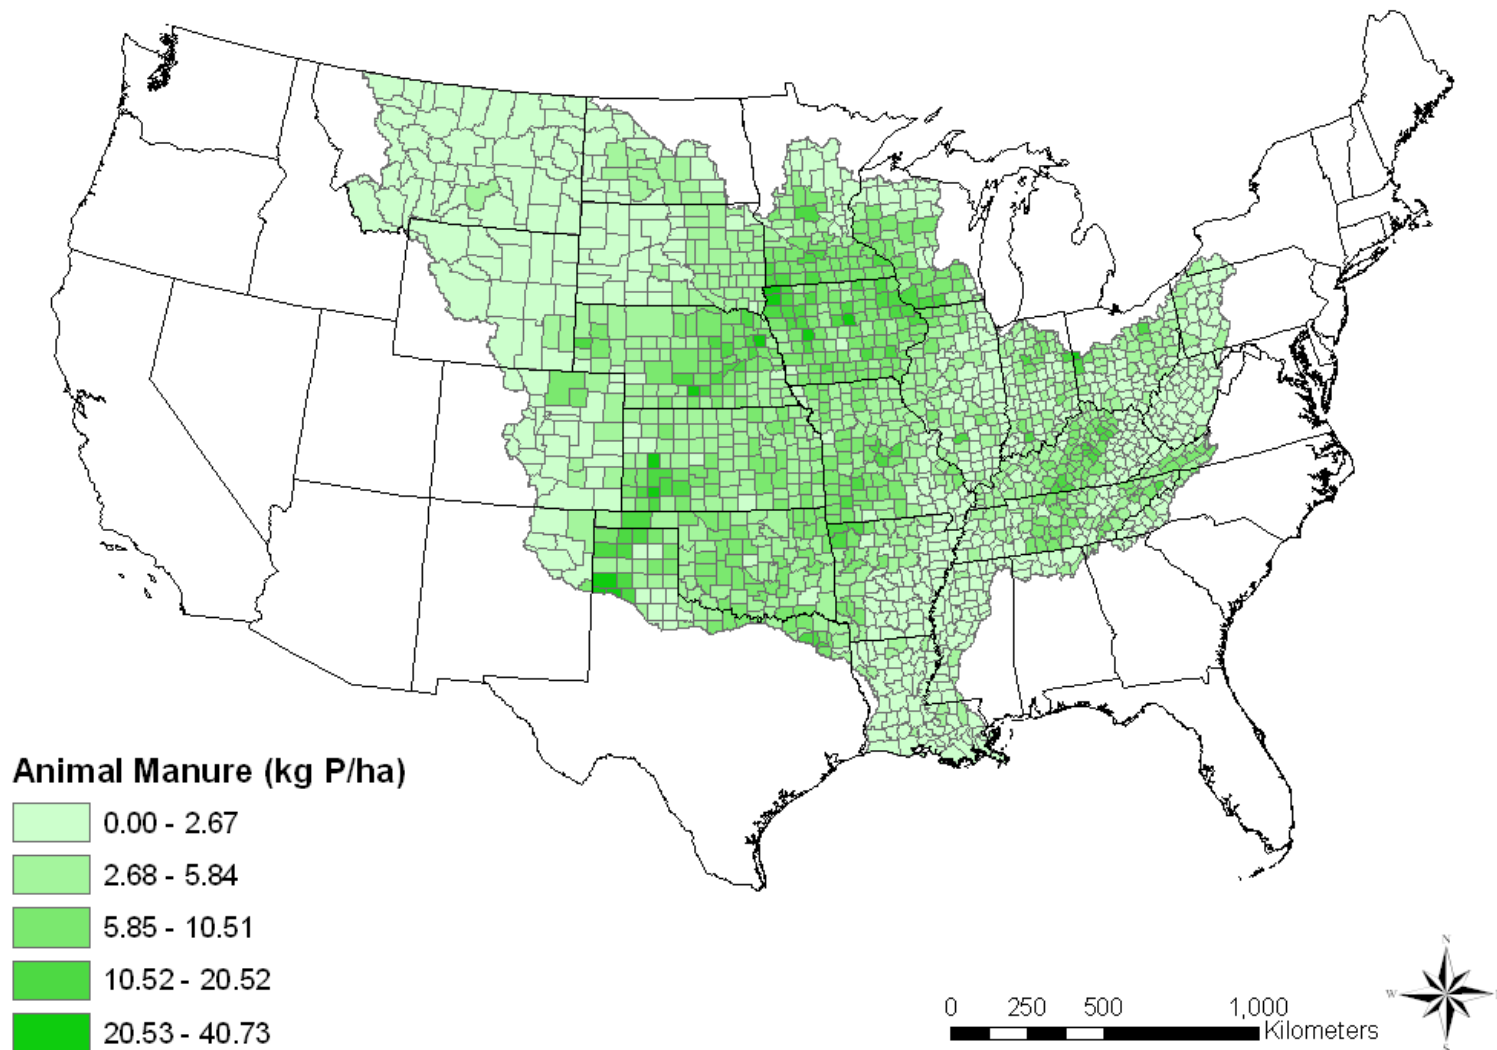 Animal Manure (kg P/ha)
0.00 - 2.67
2.68 - 5.84
5.85 - 10.51
10.52 - 20.52
20.53 - 40.73
0 250 500 1,000
Kilometers
N
W
S